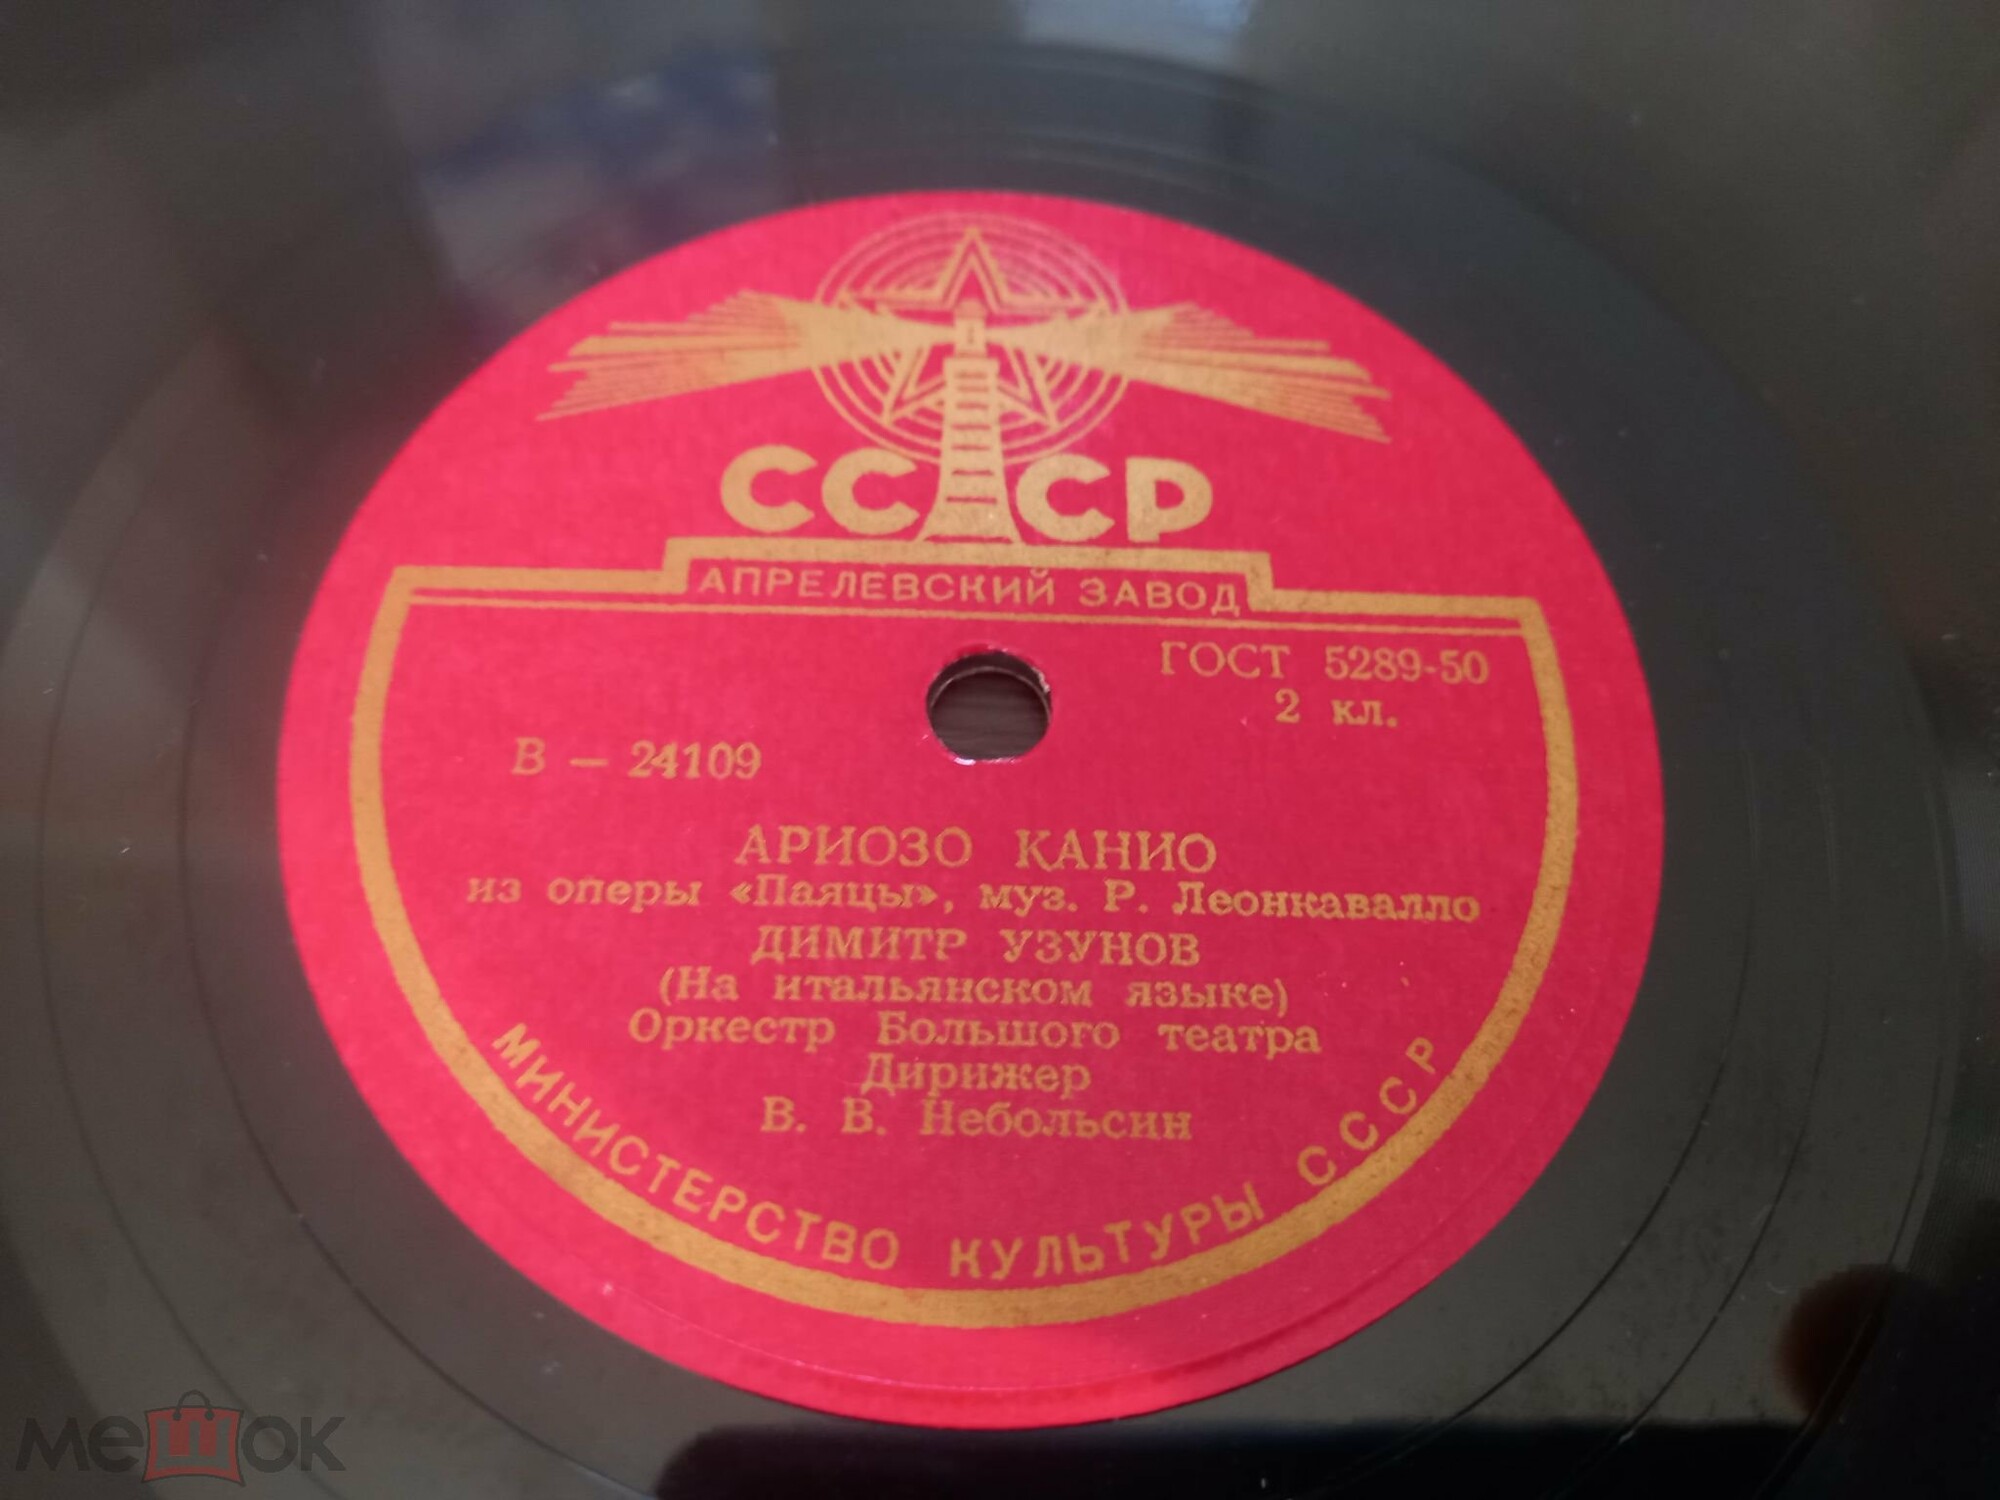 СССР
АПРЕЛЕВСКИЙ ЗАВОД
ГОСТ 5289-50
2 кл.
В – 24109
АРИОЗО КАНИО
из оперы «Паяцы», муз. Р. Леонкавалло
ДИМИТР УЗУНОВ
(На итальянском языке)
Оркестр Большого театра
Дирижер
В. В. Небольсин
МИНИСТЕРСТВО КУЛЬТУРЫ СССР
мешок